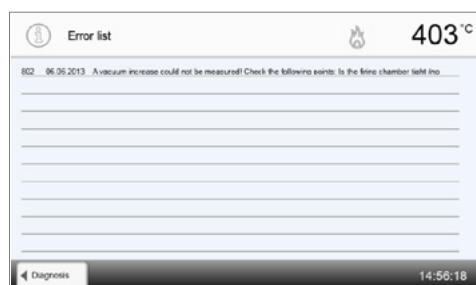 Error list
403 °C
802 06.06.2013 A vacuum increase could not be measured! Check the following points: Is the firing chamber tight /no
Diagnosis
14:56:18